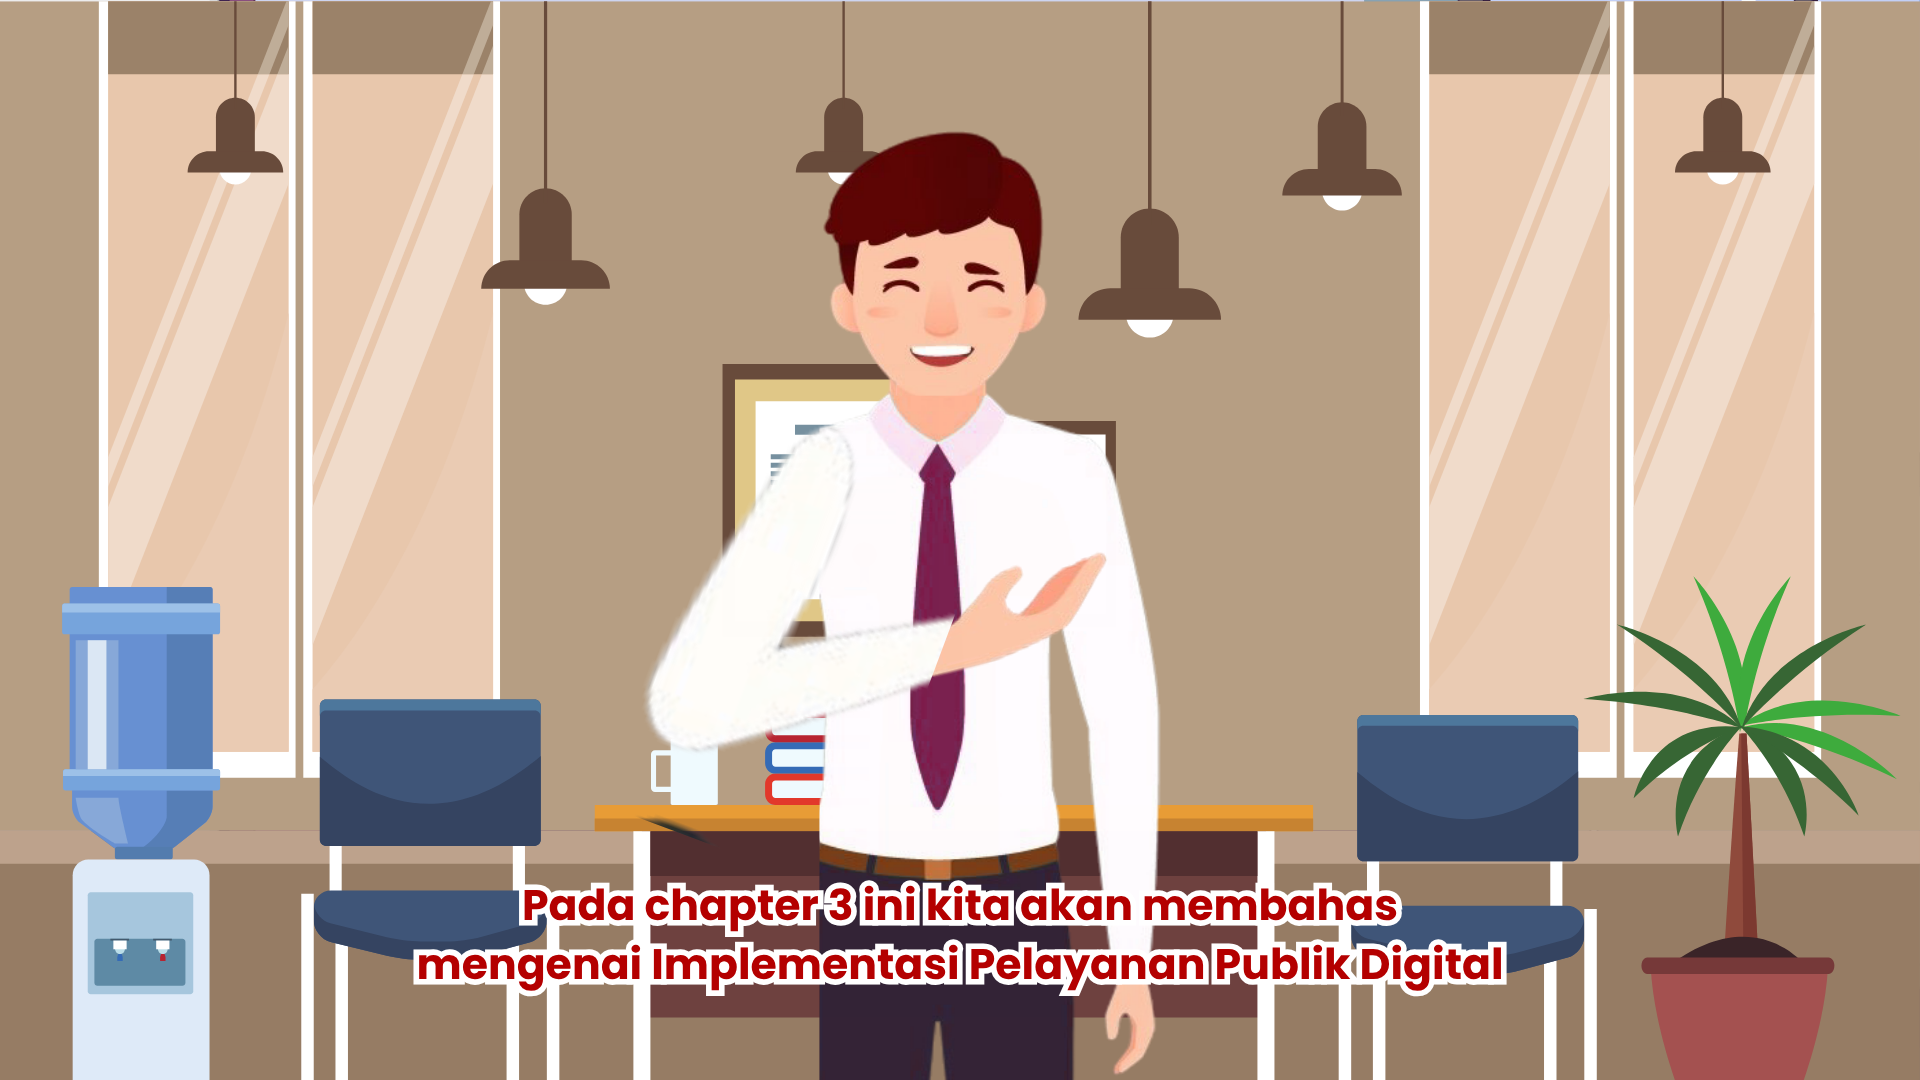 Pada chapter 3 ini kita akan membahas
mengenai Implementasi Pelayanan Publik Digital